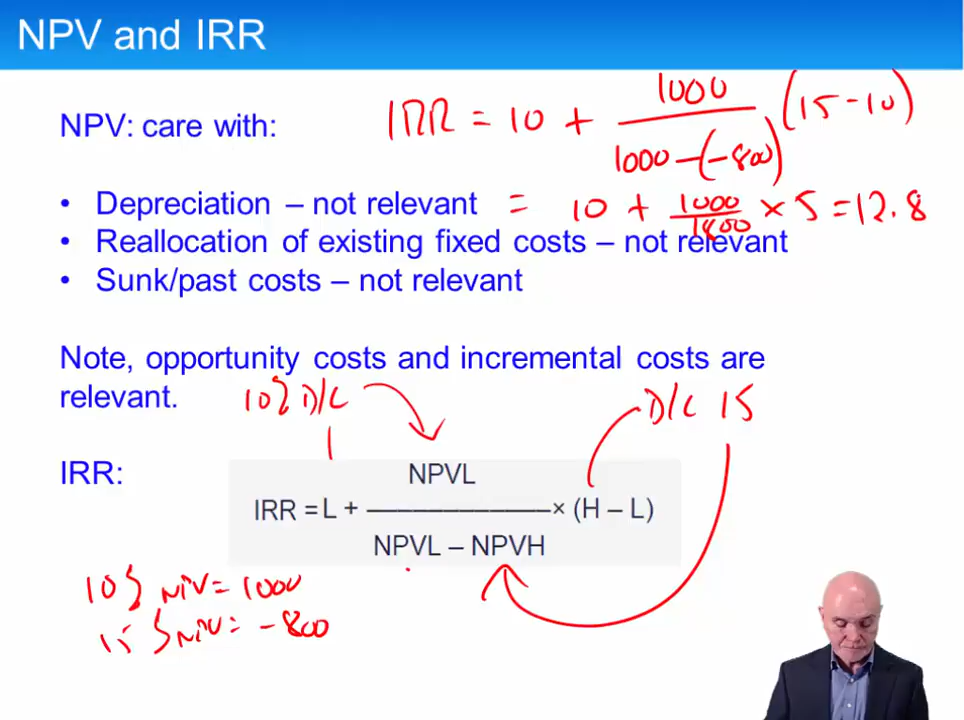 NPV and IRR
NPV: care with:
IRR = 10 + 1000 / 1000 - (-800) (15 - 10)
• Depreciation – not relevant
= 10 + 1000 / 1800 × 5 = 12.8
• Reallocation of existing fixed costs – not relevant
• Sunk/past costs – not relevant
Note, opportunity costs and incremental costs are
relevant.
10% D/C
D/C 15
IRR:
NPVL
IRR = L + ————— × (H – L)
NPVL – NPVH
10% NPV = 1000
15% NPV = -800